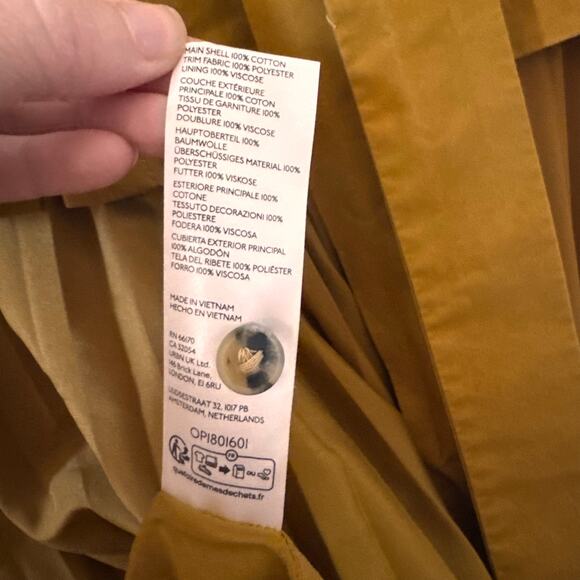 MAIN SHELL 100% COTTON
TRIM FABRIC 100% POLYESTER
LINING 100% VISCOSE
COUCHE EXTÉRIEURE
PRINCIPALE 100% COTON
TISSU DE GARNITURE 100%
POLYESTER
DOUBLURE 100% VISCOSE
HAUPTOBERTEIL 100%
BAUMWOLLE
ÜBERSCHÜSSIGES MATERIAL 100%
POLYESTER
FUTTER 100% VISKOSE
ESTERIORE PRINCIPALE 100%
COTONE
TESSUTO DECORAZIONI 100%
POLIESTERE
FODERA 100% VISCOSA
CUBIERTA EXTERIOR PRINCIPAL
100% ALGODÓN
TELA DEL RIBETE 100% POLIÉSTER
FORRO 100% VISCOSA
MADE IN VIETNAM
HECHO EN VIETNAM
RN 66170
CA 32054
URBN UK Ltd.
146 Brick Lane,
LONDON, E1 6RU
LEIDSESTRAAT 32, 1017 PB
AMSTERDAM, NETHERLANDS
OP1801601
FR
OU
quefairedemesdechets.fr